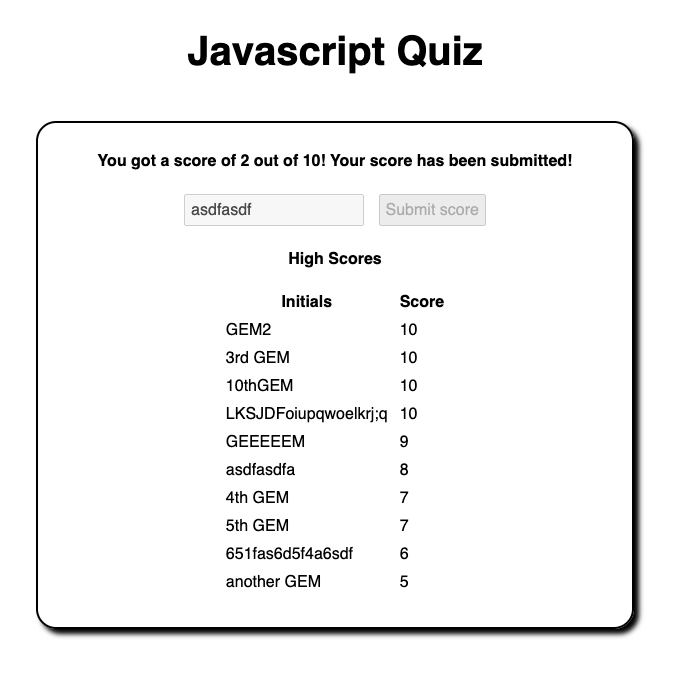 Javascript Quiz
You got a score of 2 out of 10! Your score has been submitted!
asdfasdf Submit score
High Scores
Initials Score
GEM2 10
3rd GEM 10
10thGEM 10
LKSJDFoiupqwoelkrj;q 10
GEEEEEM 9
asdfasdfa 8
4th GEM 7
5th GEM 7
651fas6d5f4a6sdf 6
another GEM 5